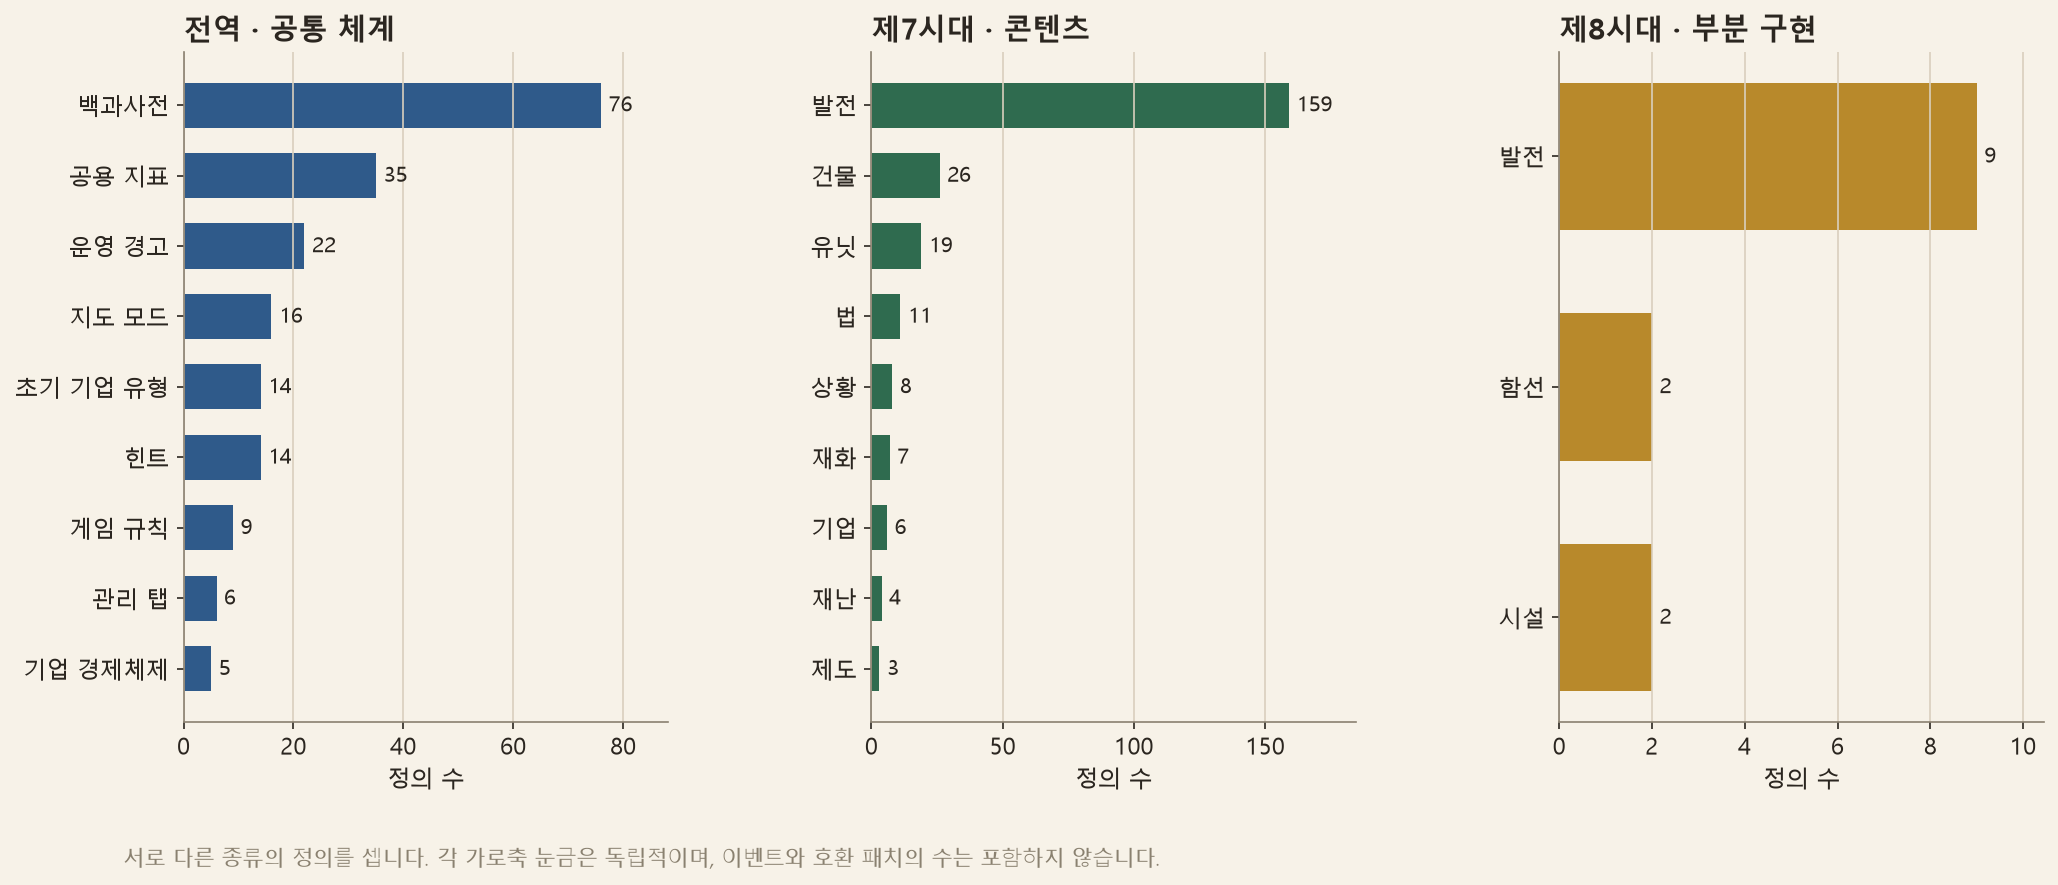 전역 · 공통 체계
백과사전 76
공용 지표 35
운영 경고 22
지도 모드 16
초기 기업 유형 14
힌트 14
게임 규칙 9
관리 탭 6
기업 경제체제 5
0 20 40 60 80
정의 수
제7시대 · 콘텐츠
발전 159
건물 26
유닛 19
법 11
상황 8
재화 7
기업 6
재난 4
제도 3
0 50 100 150
정의 수
제8시대 · 부분 구현
발전 9
함선 2
시설 2
0 2 4 6 8 10
정의 수
서로 다른 종류의 정의를 셉니다. 각 가로축 눈금은 독립적이며, 이벤트와 호환 패치의 수는 포함하지 않습니다.